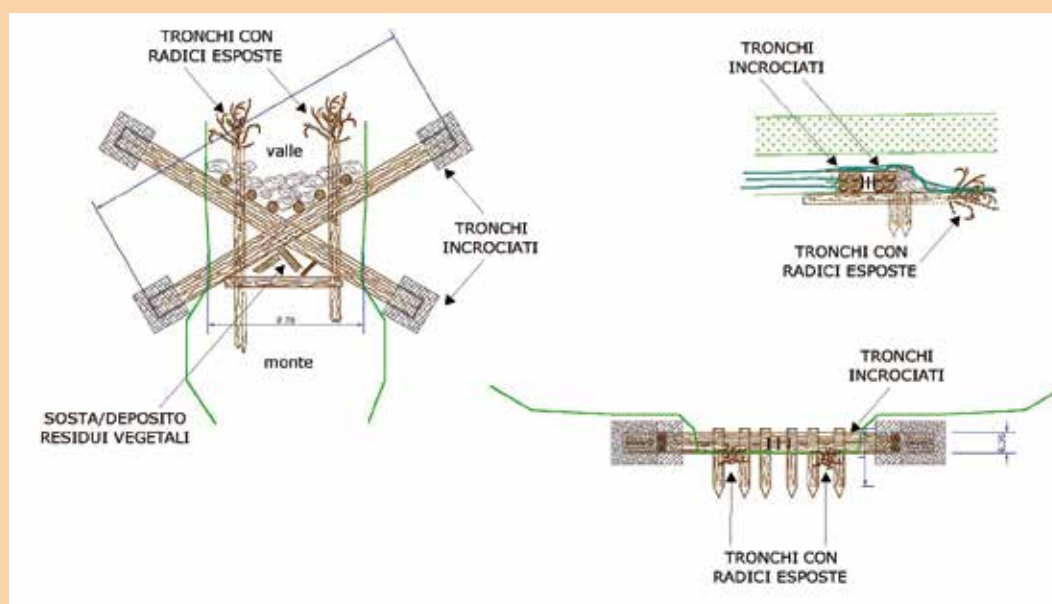 TRONCHI CON
RADICI ESPOSTE
valle
TRONCHI
INCROCIATI
monte
SOSTA/DEPOSITO
RESIDUI VEGETALI
TRONCHI
INCROCIATI
TRONCHI CON
RADICI ESPOSTE
TRONCHI
INCROCIATI
TRONCHI CON
RADICI ESPOSTE